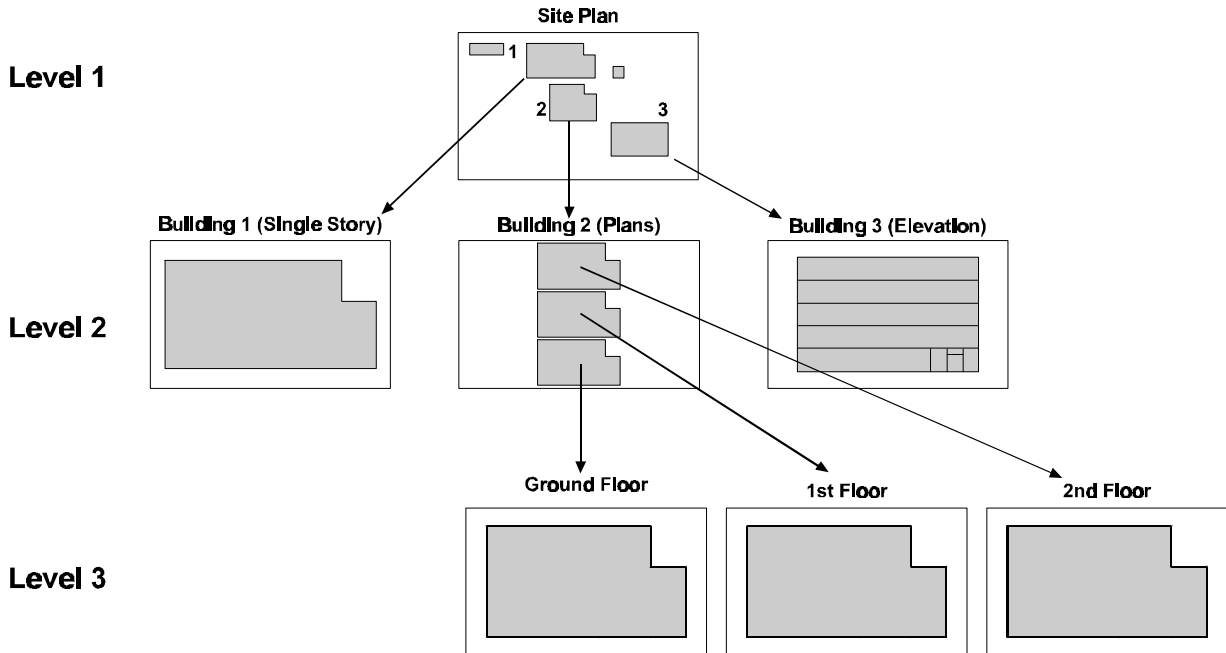 Site Plan
Level 1
1
2
3
Building 1 (Single Story)
Building 2 (Plans)
Building 3 (Elevation)
Level 2
Ground Floor
1st Floor
2nd Floor
Level 3